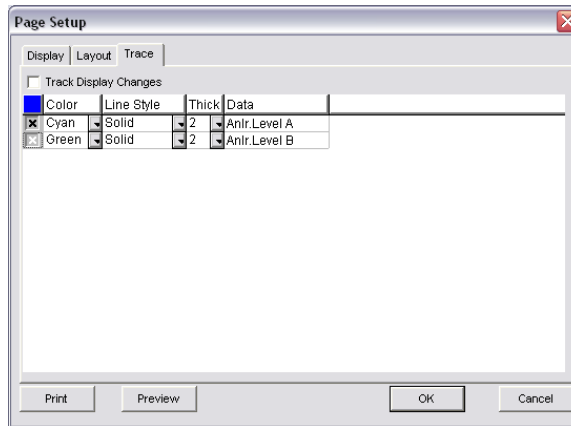 Page Setup
Display Layout Trace
Track Display Changes
Color Line Style Thick Data
Cyan Solid 2 Anlr.Level A
Green Solid 2 Anlr.Level B
Print Preview OK Cancel